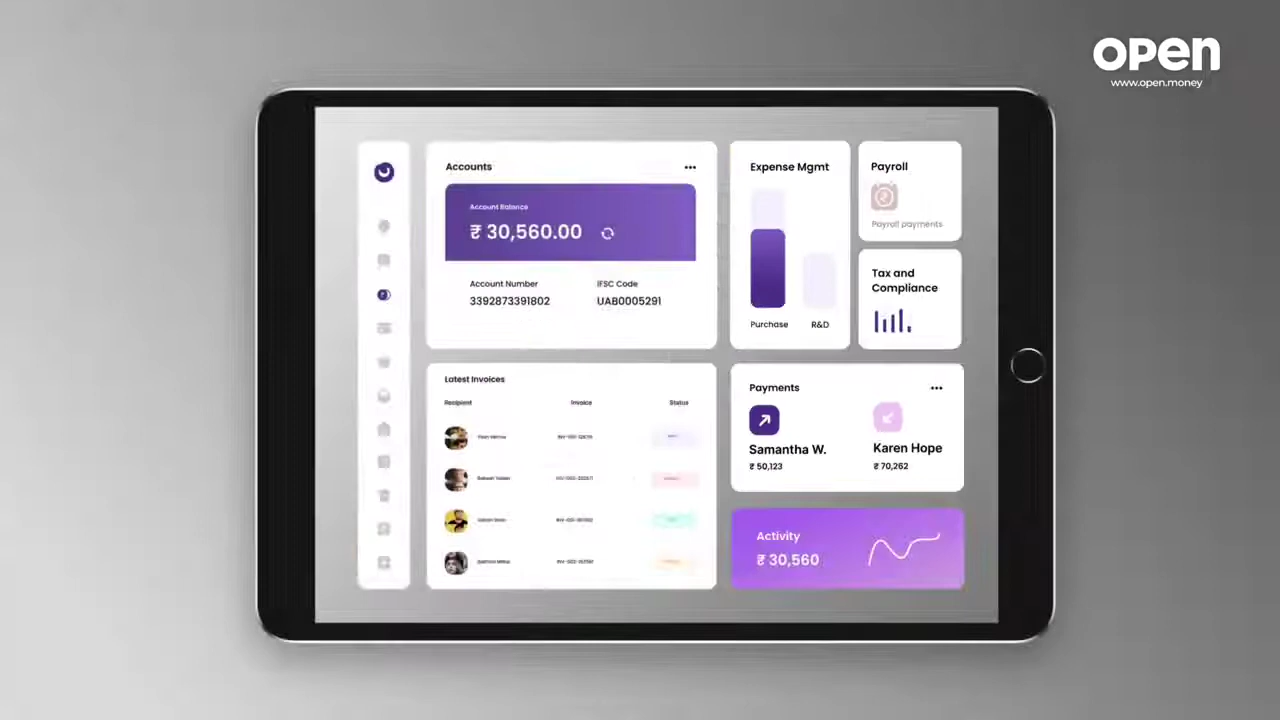 OPEN
www.open.money
Accounts
•••
Account Balance
₹ 30,560.00
Account Number
IFSC Code
3392873391802
UAB0005291
Expense Mgmt
Purchase
R&D
Payroll
Payroll payments
Tax and
Compliance
Latest Invoices
Recipient
Invoice
Status
Payments
•••
Samantha W.
Karen Hope
₹ 50,123
₹ 70,262
Activity
₹ 30,560